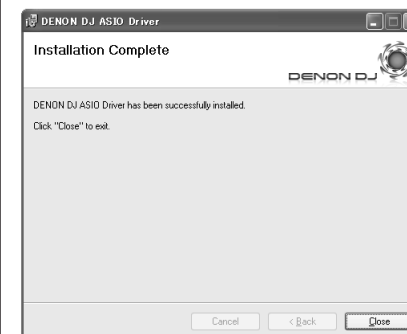 DENON DJ ASIO Driver
Installation Complete
DENON DJ
DENON DJ ASIO Driver has been successfully installed.
Click "Close" to exit.
Cancel
< Back
Close